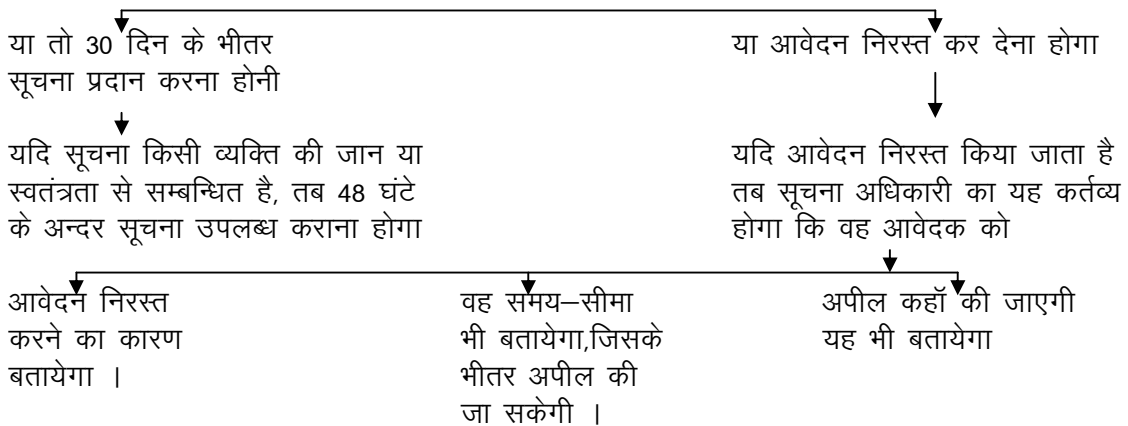 या तो 30 दिन के भीतर
सूचना प्रदान करना होनी
या आवेदन निरस्त कर देना होगा
यदि सूचना किसी व्यक्ति की जान या
स्वतंत्रता से सम्बन्धित है, तब 48 घंटे
के अन्दर सूचना उपलब्ध कराना होगा
यदि आवेदन निरस्त किया जाता है
तब सूचना अधिकारी का यह कर्तव्य
होगा कि वह आवेदक को
आवेदन निरस्त
करने का कारण
बतायेगा ।
वह समय–सीमा
भी बतायेगा,जिसके
भीतर अपील की
जा सकेगी ।
अपील कहॉ की जाएगी
यह भी बतायेगा